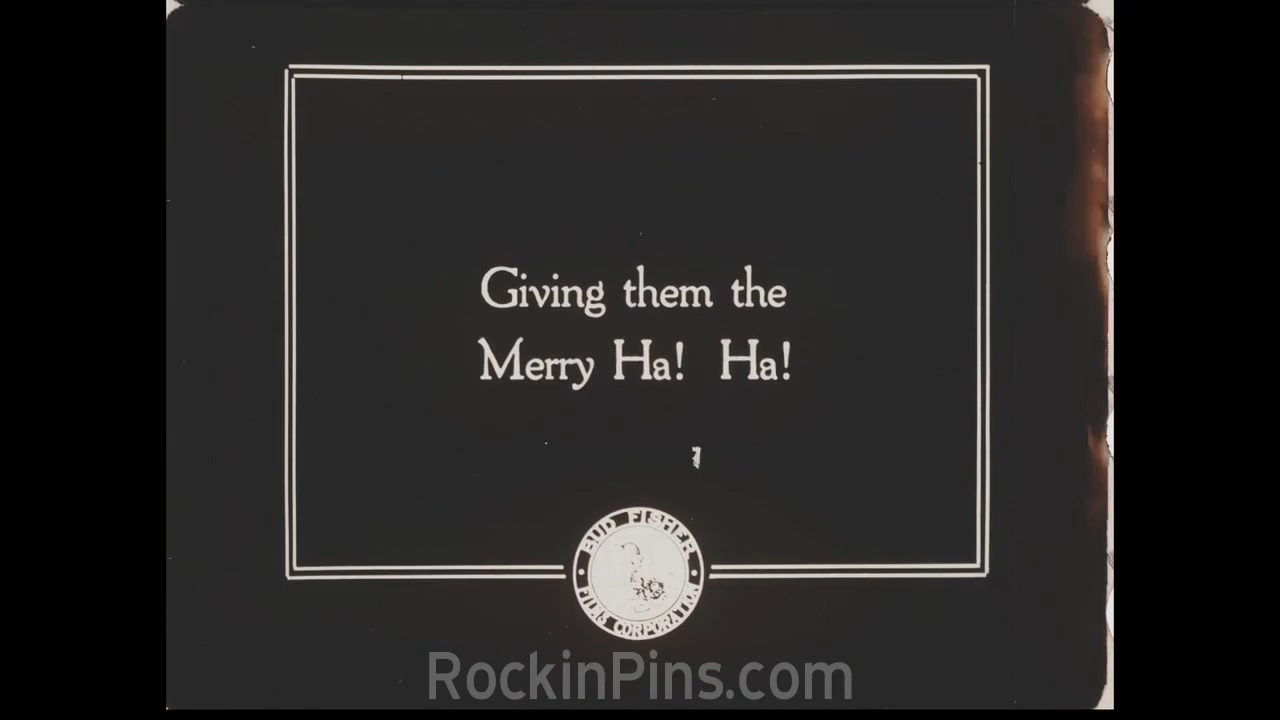 Giving them the
Merry Ha! Ha!
BUD FISHER
FILMS CORPORATION
RockinPins.com